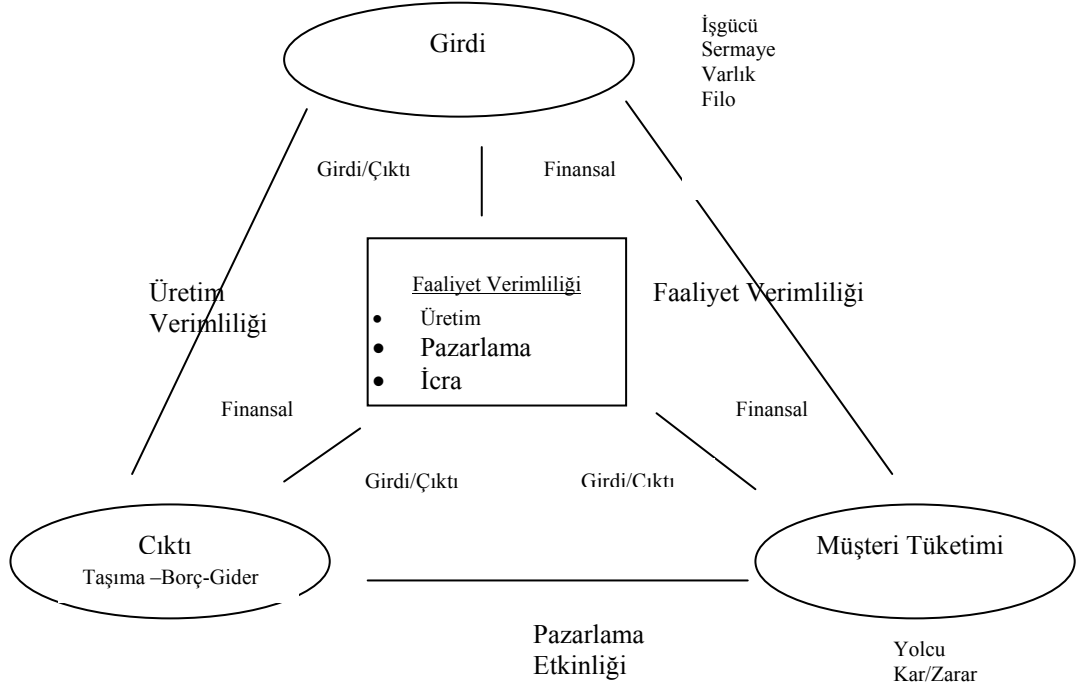 Girdi
İşgücü
Sermaye
Varlık
Filo
Girdi/Çıktı
Finansal
Üretim
Verimliliği
Faaliyet Verimliliği
• Üretim
• Pazarlama
• İcra
Faaliyet Verimliliği
Finansal
Finansal
Girdi/Çıktı
Girdi/Cıktı
Cıktı
Taşıma –Borç-Gider
Müşteri Tüketimi
Pazarlama
Etkinliği
Yolcu
Kar/Zarar